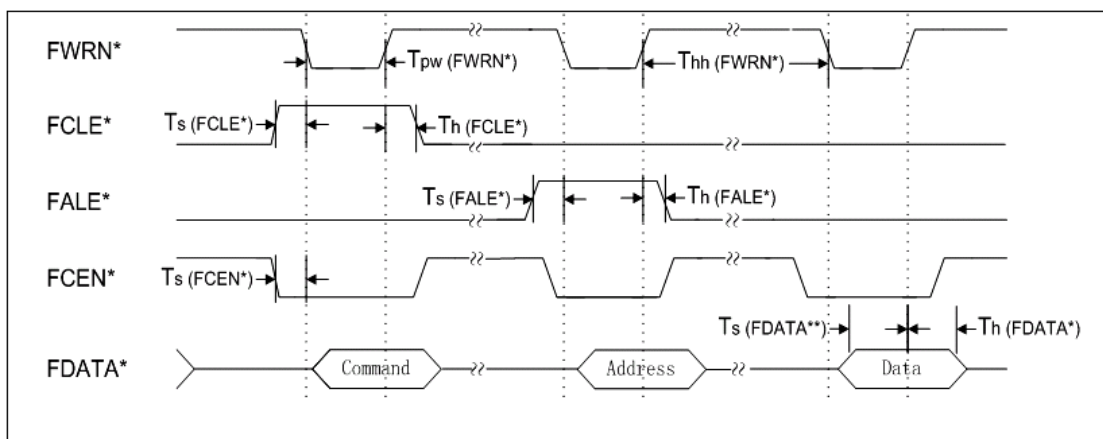 FWRN*
Tpw (FWRN*)
Thh (FWRN*)
FCLE*
Ts (FCLE*)
Th (FCLE*)
FALE*
Ts (FALE*)
Th (FALE*)
FCEN*
Ts (FCEN*)
Ts (FDATA**)
Th (FDATA*)
FDATA*
Command
Address
Data